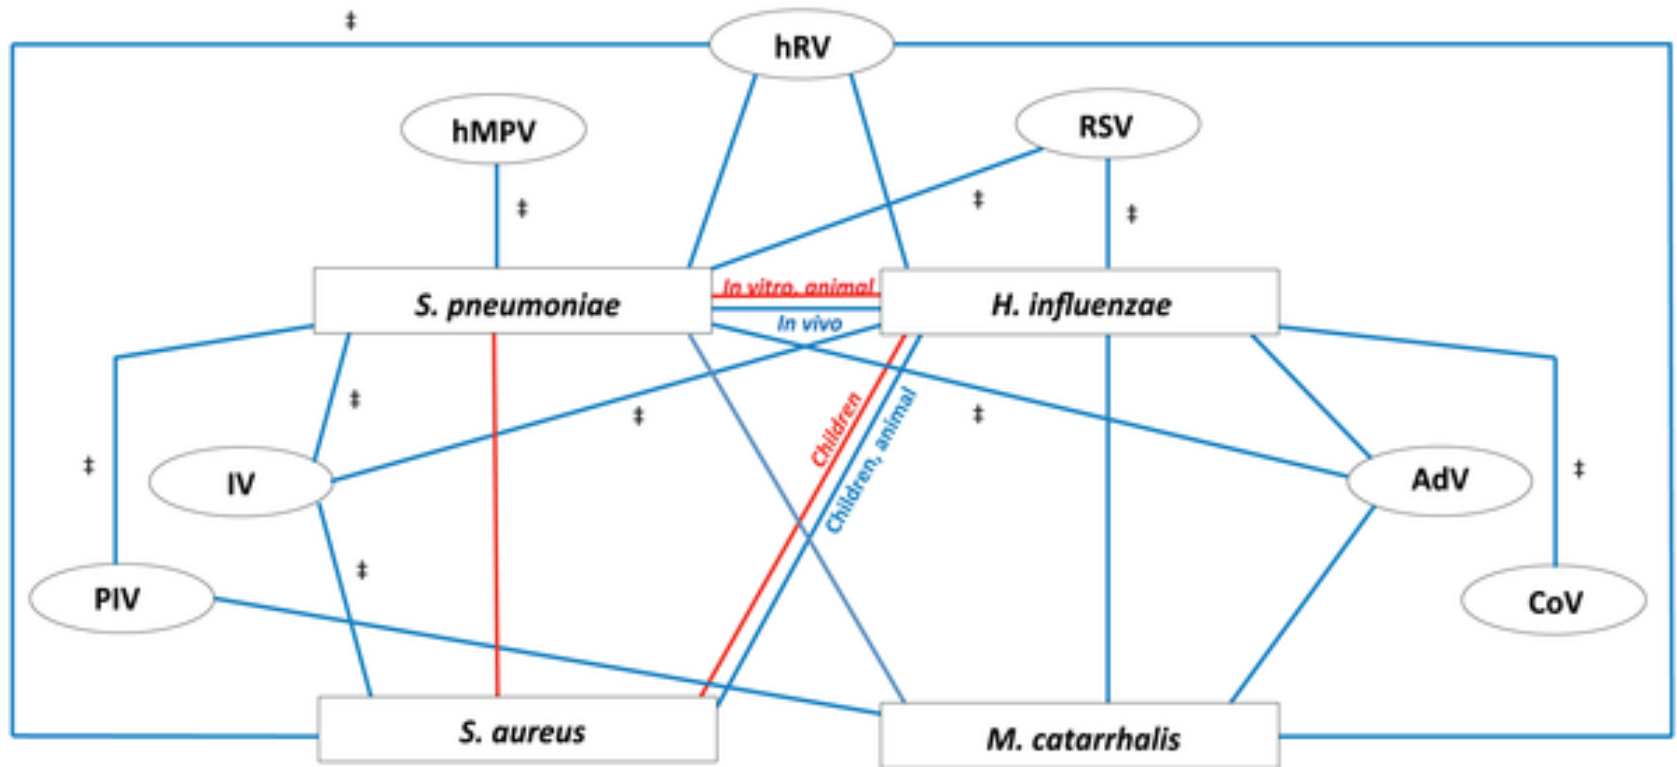 ‡
hRV
hMPV
RSV
‡
‡
‡
In vitro, animal
S. pneumoniae
H. influenzae
In vivo
‡
‡
‡
Children
Children, animal
‡
‡
IV
AdV
‡
PIV
CoV
S. aureus
M. catarrhalis